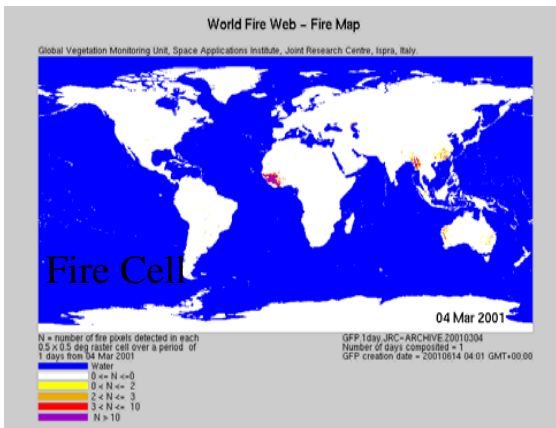 World Fire Web - Fire Map
Global Vegetation Monitoring Unit, Space Applications Institute, Joint Research Centre, Ispra, Italy.
Fire Cell
04 Mar 2001
N = number of fire pixels detected in each
0.5 X 0.5 deg raster cell over a period of
1 days from 04 Mar 2001
GFP.1day.JRC-ARCHIVE.20010304
Number of days composited = 1
GFP creation date = 20010614 04:01 GMT+00:00
Water
0 <= N <=0
0 < N <= 2
2 < N <= 3
3 < N <= 10
N > 10